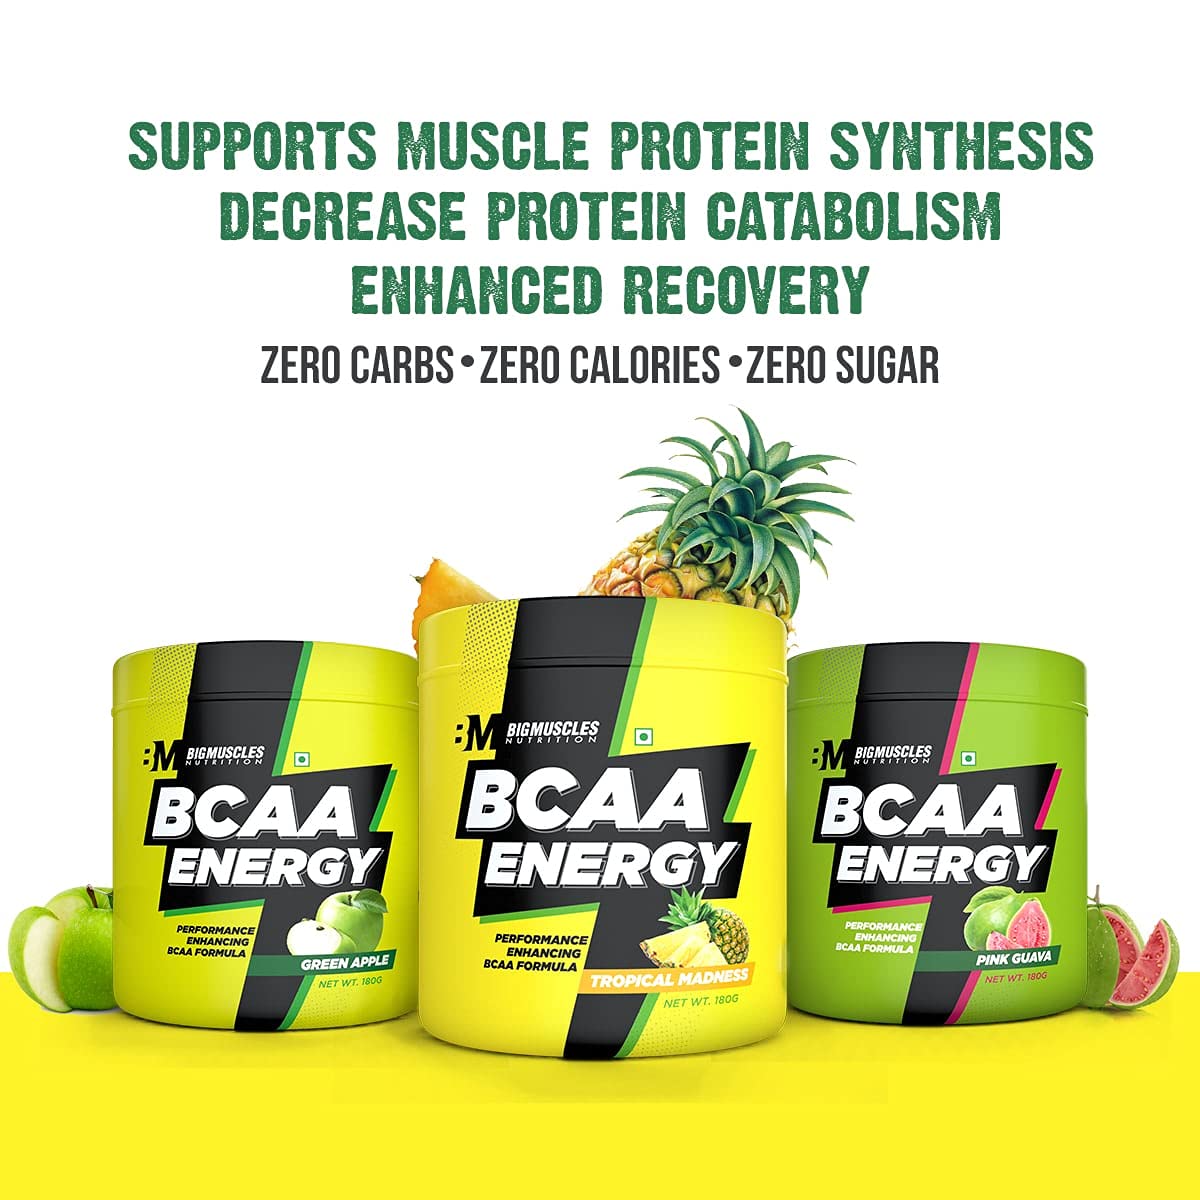 SUPPORTS MUSCLE PROTEIN SYNTHESIS
DECREASE PROTEIN CATABOLISM
ENHANCED RECOVERY
ZERO CARBS • ZERO CALORIES • ZERO SUGAR
BM BIGMUSCLES
NUTRITION
BCAA
ENERGY
PERFORMANCE
ENHANCING
BCAA FORMULA
GREEN APPLE
NET WT. 180G
BM BIGMUSCLES
NUTRITION
BCAA
ENERGY
PERFORMANCE
ENHANCING
BCAA FORMULA
TROPICAL MADNESS
NET WT. 180G
BM BIGMUSCLES
NUTRITION
BCAA
ENERGY
PERFORMANCE
ENHANCING
BCAA FORMULA
PINK GUAVA
NET WT. 180G